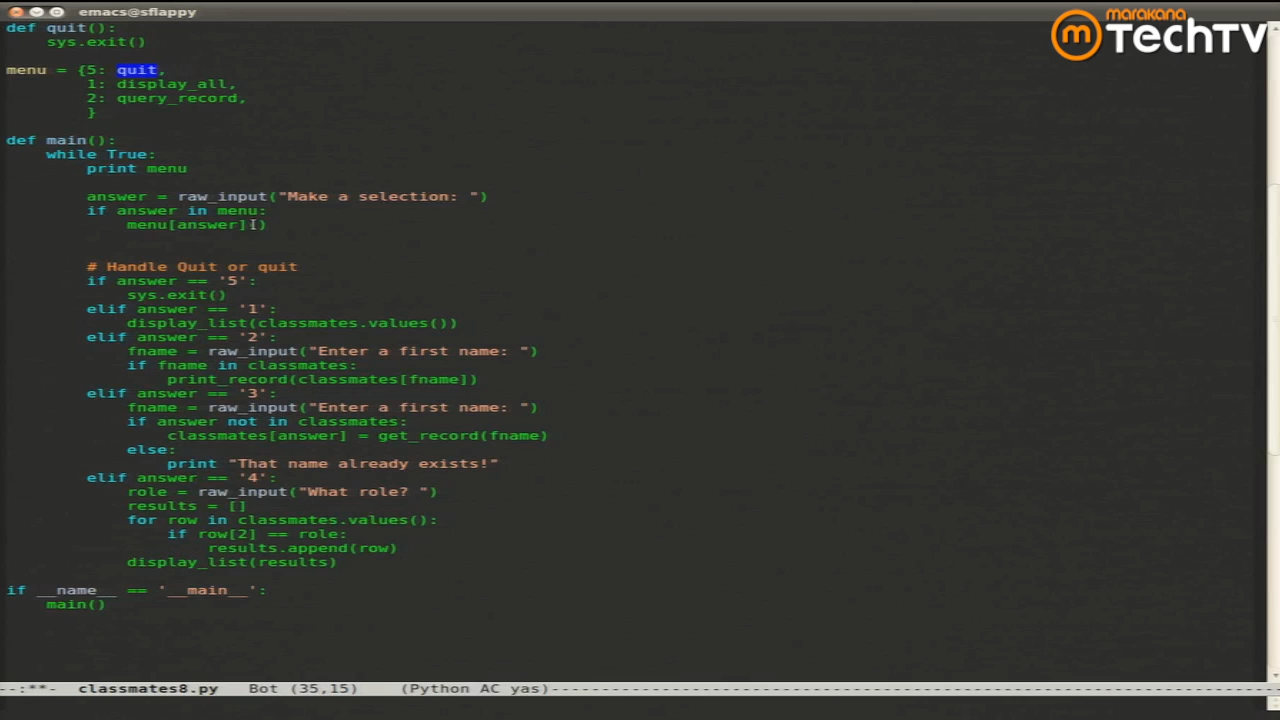 emacs@sflappy
marakana
TechTV
def quit():
    sys.exit()
menu = {5: quit,
        1: display_all,
        2: query_record,
        }
def main():
    while True:
        print menu
        answer = raw_input("Make a selection: ")
        if answer in menu:
            menu[answer]()
        # Handle Quit or quit
        if answer == '5':
            sys.exit()
        elif answer == '1':
            display_list(classmates.values())
        elif answer == '2':
            fname = raw_input("Enter a first name: ")
            if fname in classmates:
                print_record(classmates[fname])
        elif answer == '3':
            fname = raw_input("Enter a first name: ")
            if answer not in classmates:
                classmates[answer] = get_record(fname)
            else:
                print "That name already exists!"
        elif answer == '4':
            role = raw_input("What role? ")
            results = []
            for row in classmates.values():
                if row[2] == role:
                    results.append(row)
            display_list(results)
if __name__ == '__main__':
    main()
--:**-  classmates8.py   Bot (35,15)    (Python AC yas)